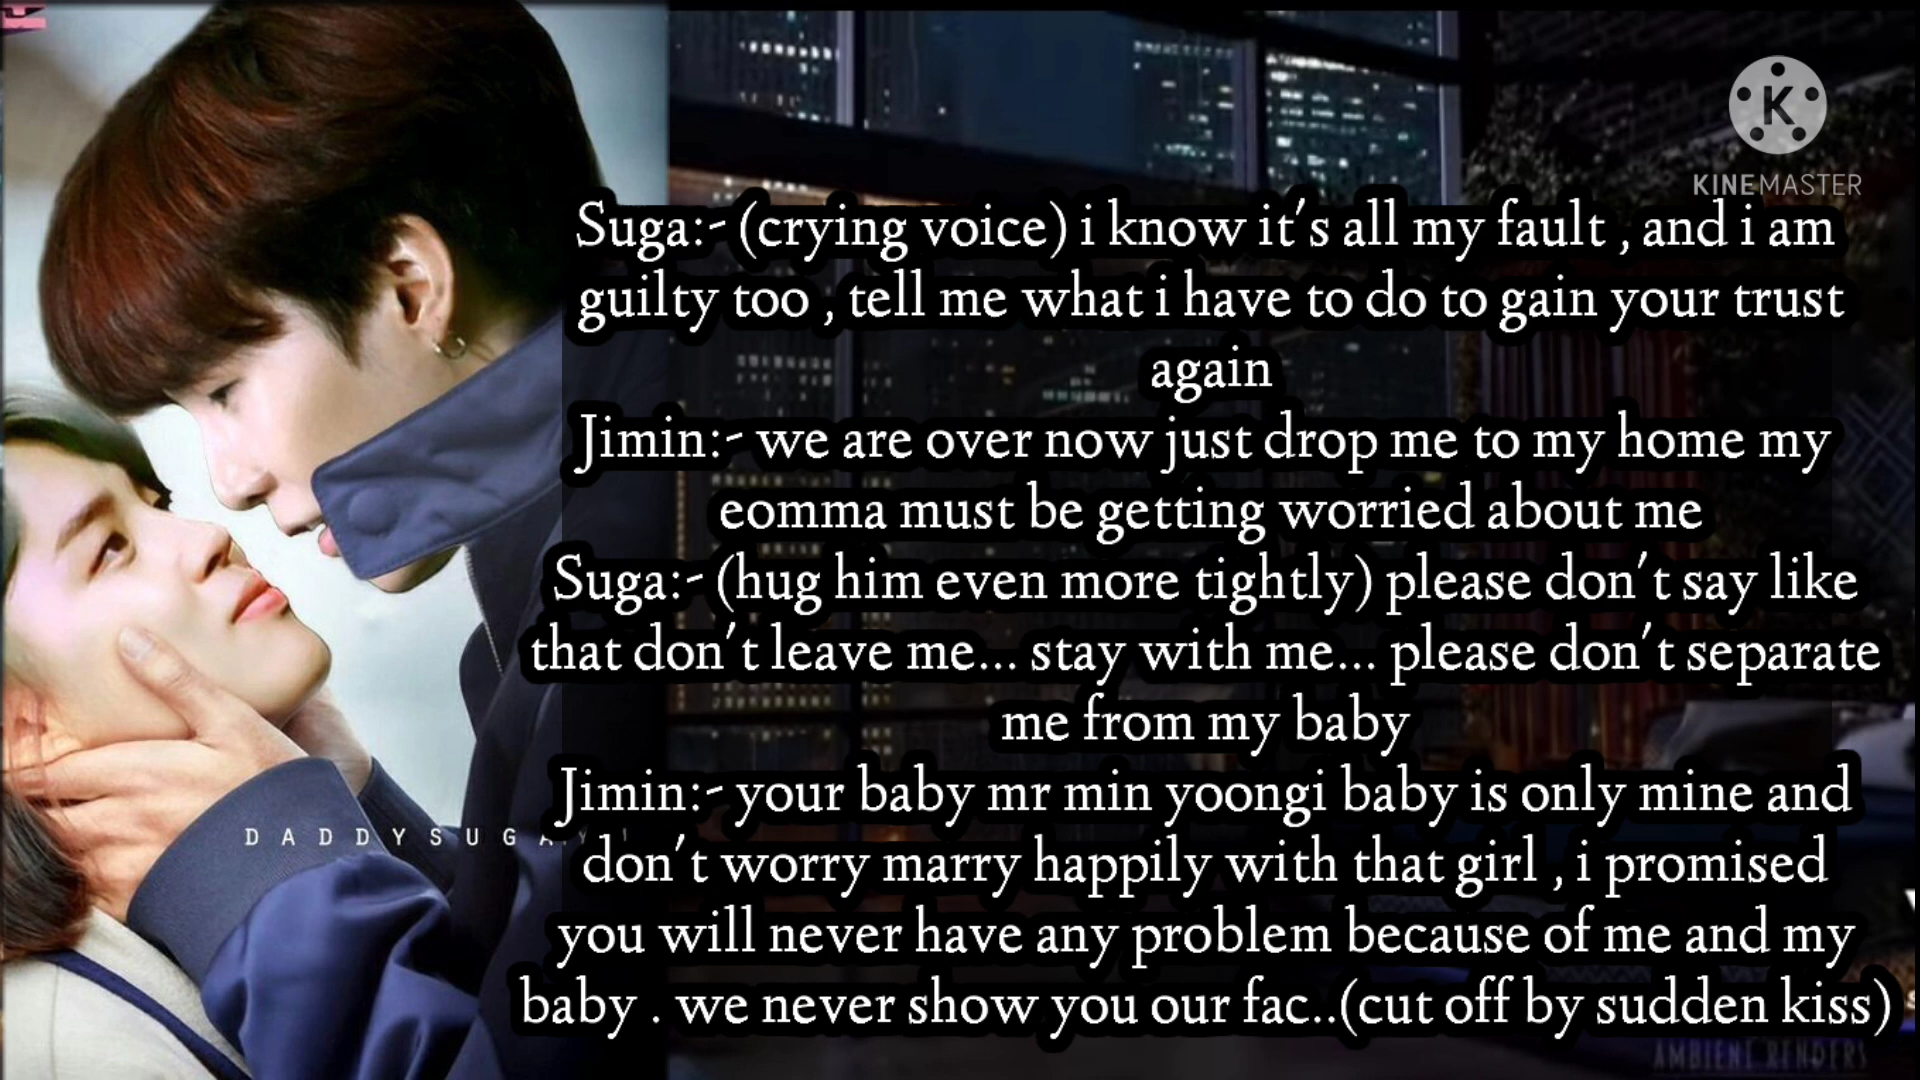 KINEMASTER
Suga:- (crying voice) i know it's all my fault , and i am
guilty too , tell me what i have to do to gain your trust
again
Jimin:- we are over now just drop me to my home my
eomma must be getting worried about me
Suga:- (hug him even more tightly) please don't say like
that don't leave me... stay with me... please don't separate
me from my baby
Jimin:- your baby mr min yoongi baby is only mine and
DADDYSUGA
don't worry marry happily with that girl , i promised
you will never have any problem because of me and my
baby . we never show you our fac..(cut off by sudden kiss)
AMBIENT RENDERS